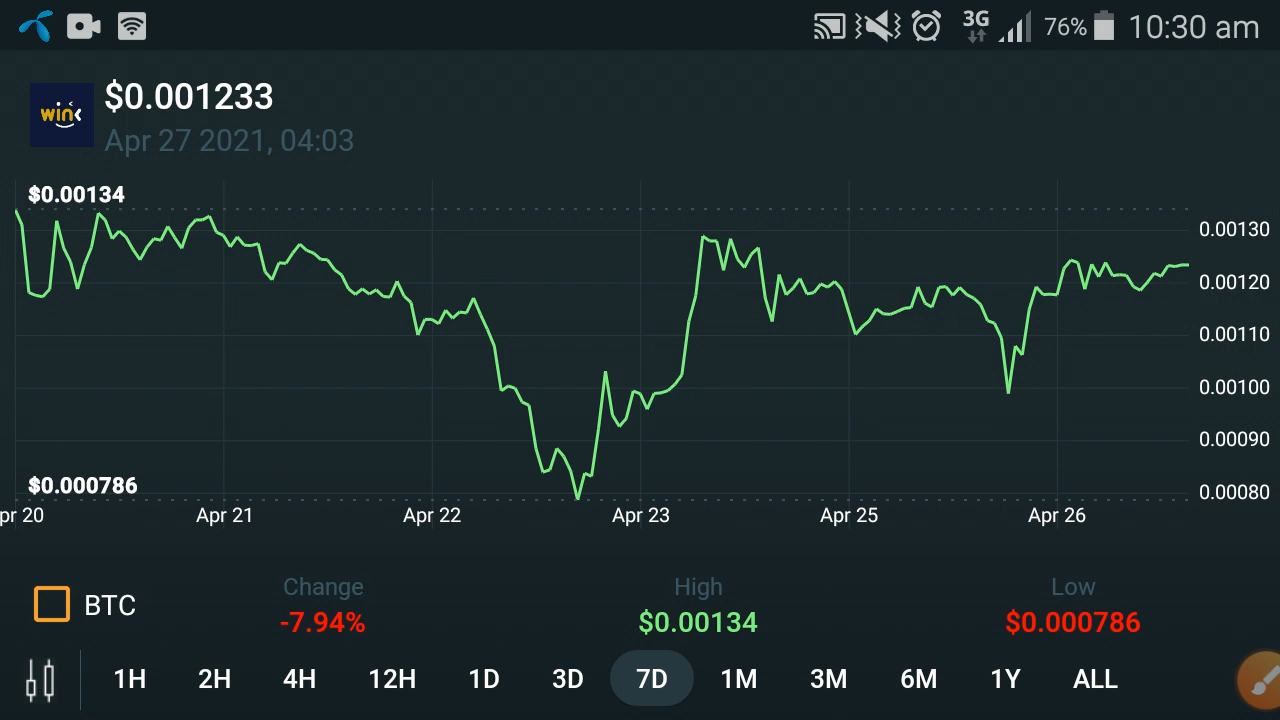 3G 76% 10:30 am
wink
$0.001233
Apr 27 2021, 04:03
$0.00134
0.00130
0.00120
0.00110
0.00100
0.00090
$0.000786
0.00080
pr 20 Apr 21 Apr 22 Apr 23 Apr 25 Apr 26
Change High Low
BTC -7.94% $0.00134 $0.000786
1H 2H 4H 12H 1D 3D 7D 1M 3M 6M 1Y ALL